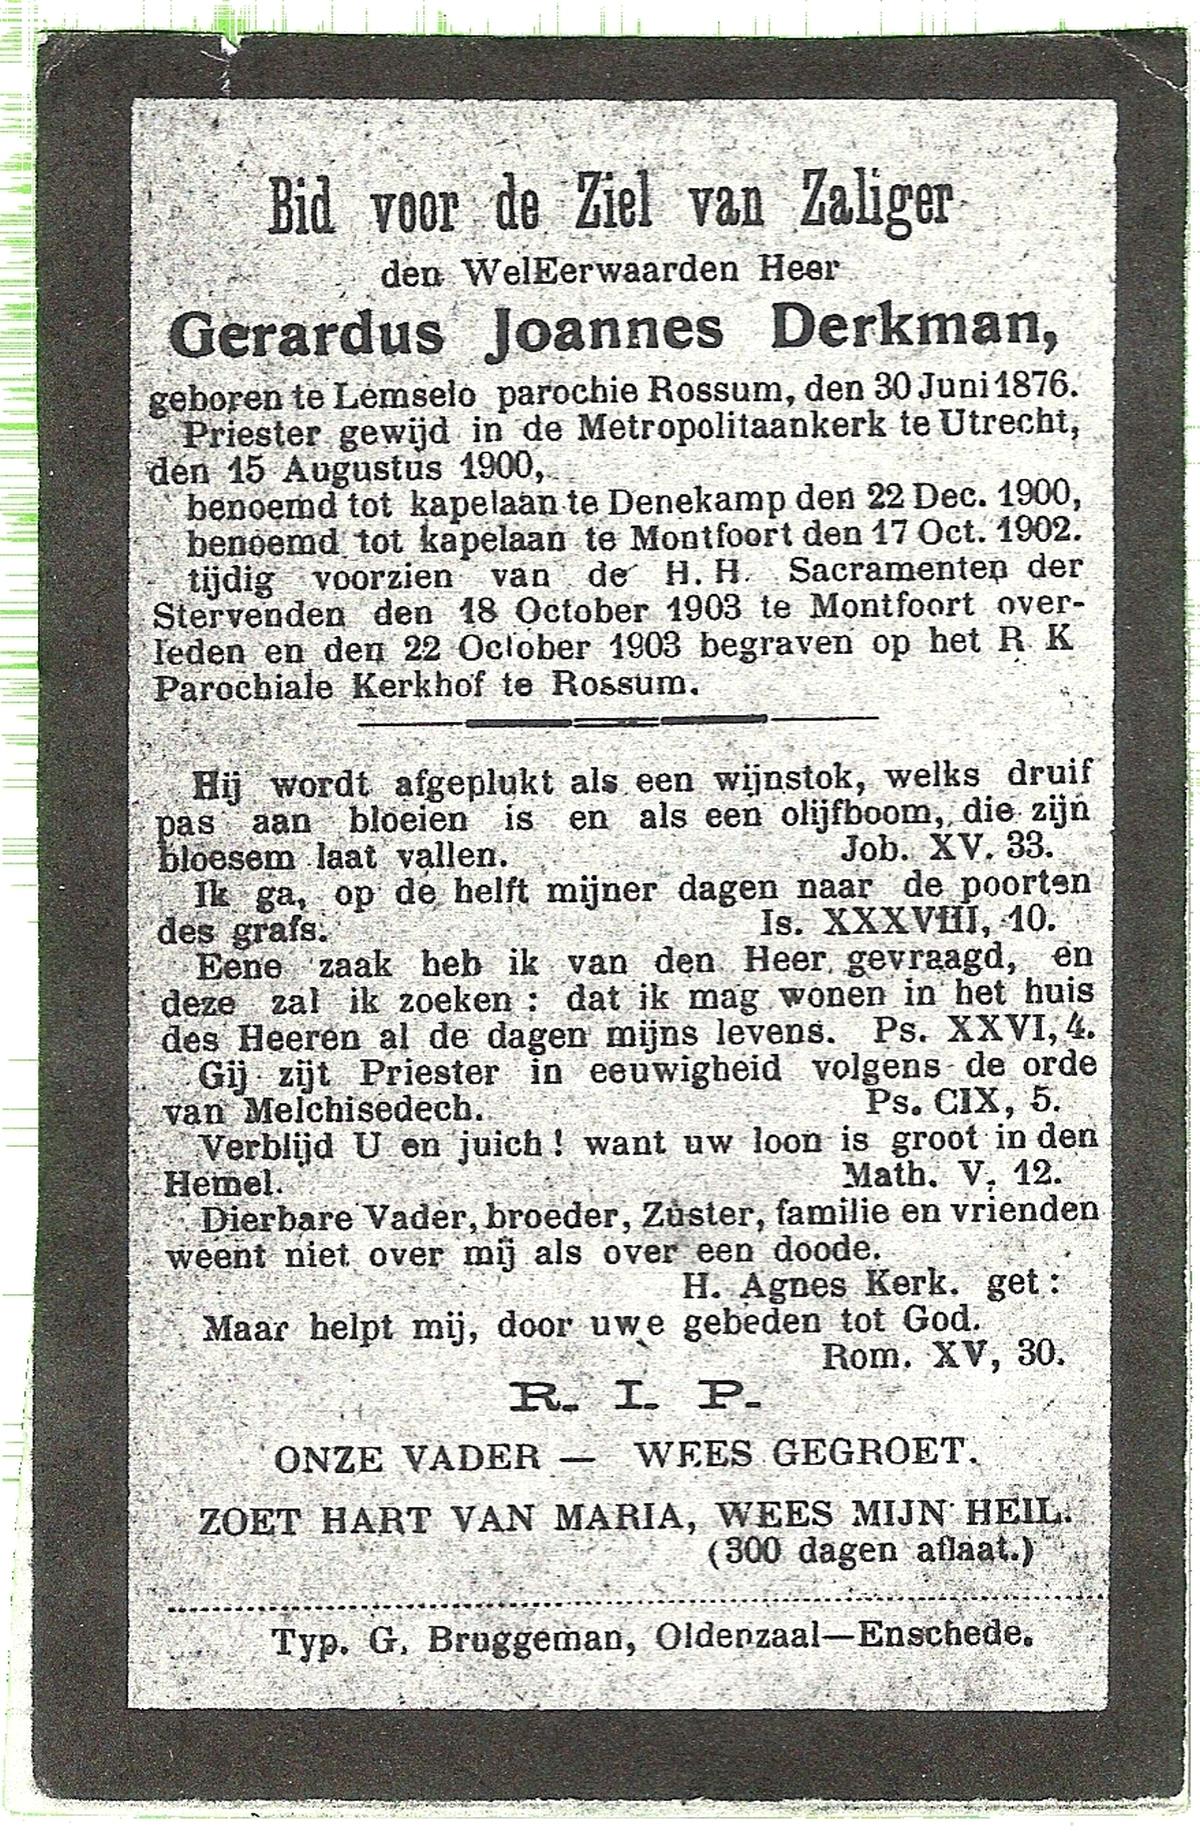 Bid voor de Ziel van Zaliger
den WelEerwaarden Heer
Gerardus Joannes Derkman,
geboren te Lemselo parochie Rossum, den 30 Juni 1876.
Priester gewijd in de Metropolitaankerk te Utrecht,
den 15 Augustus 1900,
benoemd tot kapelaan te Denekamp den 22 Dec. 1900,
benoemd tot kapelaan te Montfoort den 17 Oct. 1902.
tijdig voorzien van de H. H. Sacramenten der
Stervenden den 18 October 1903 te Montfoort over-
leden en den 22 October 1903 begraven op het R K
Parochiale Kerkhof te Rossum.
Hij wordt afgeplukt als een wijnstok, welks druif
pas aan bloeien is en als een olijfboom, die zijn
bloesem laat vallen. Job. XV. 33.
Ik ga, op de helft mijner dagen naar de poorten
des grafs. Is. XXXVIII, 10.
Eene zaak heb ik van den Heer gevraagd, en
deze zal ik zoeken : dat ik mag wonen in het huis
des Heeren al de dagen mijns levens. Ps. XXVI, 4.
Gij zijt Priester in eeuwigheid volgens de orde
van Melchisedech. Ps. CIX, 5.
Verblijd U en juich ! want uw loon is groot in den
Hemel. Math. V. 12.
Dierbare Vader, broeder, Zuster, familie en vrienden
weent niet over mij als over een doode.
H. Agnes Kerk. get :
Maar helpt mij, door uwe gebeden tot God.
Rom. XV, 30.
R. I. P.
ONZE VADER — WEES GEGROET.
ZOET HART VAN MARIA, WEES MIJN HEIL.
(300 dagen aflaat.)
Typ. G. Bruggeman, Oldenzaal—Enschede.